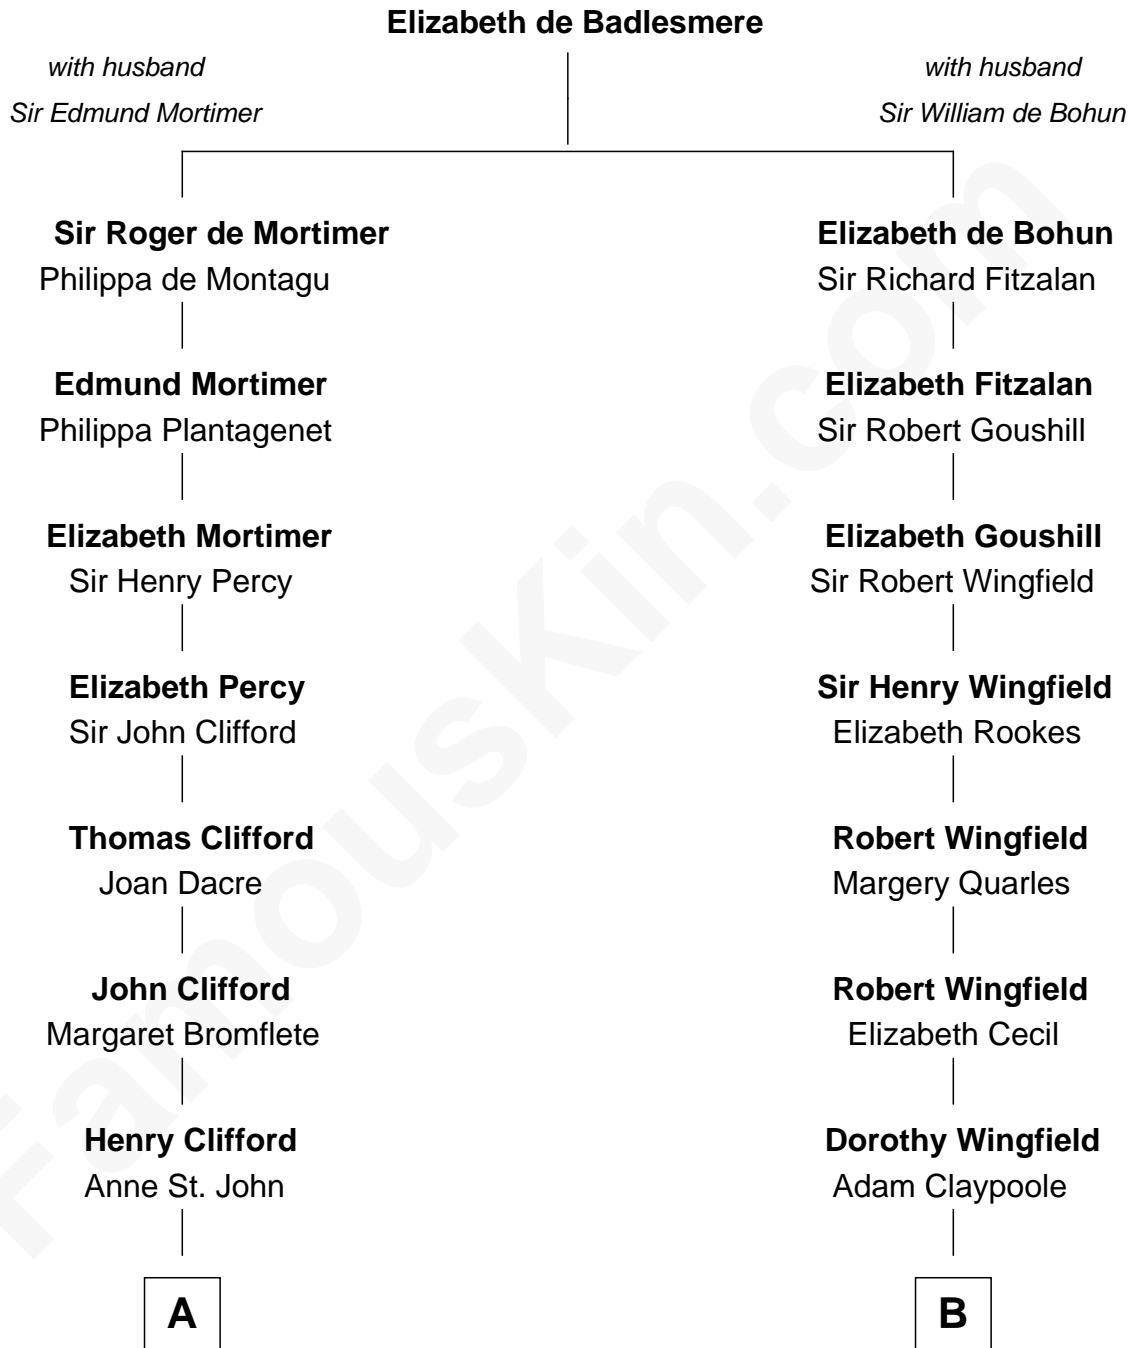 Elizabeth de Badlesmere
with husband
Sir Edmund Mortimer
with husband
Sir William de Bohun
Sir Roger de Mortimer
Philippa de Montagu
Elizabeth de Bohun
Sir Richard Fitzalan
Edmund Mortimer
Philippa Plantagenet
Elizabeth Fitzalan
Sir Robert Goushill
Elizabeth Mortimer
Sir Henry Percy
Elizabeth Goushill
Sir Robert Wingfield
Elizabeth Percy
Sir John Clifford
Sir Henry Wingfield
Elizabeth Rookes
Thomas Clifford
Joan Dacre
Robert Wingfield
Margery Quarles
John Clifford
Margaret Bromflete
Robert Wingfield
Elizabeth Cecil
Henry Clifford
Anne St. John
Dorothy Wingfield
Adam Claypoole
A
B
FamousKin.com